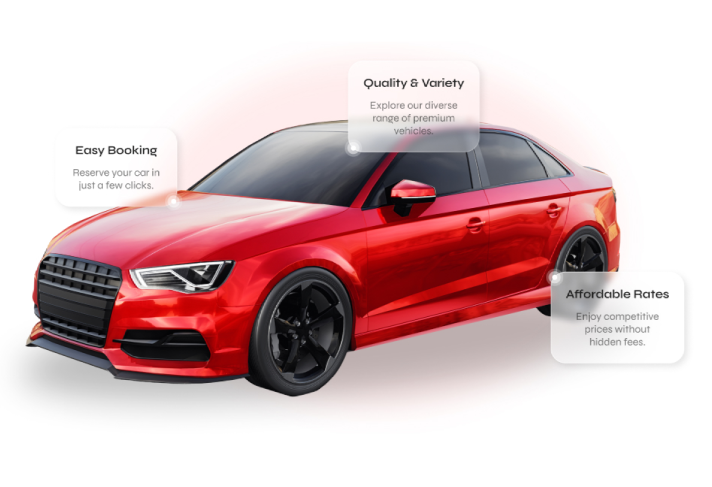 Quality & Variety
Explore our diverse
range of premium
vehicles.
Easy Booking
Reserve your car in
just a few clicks.
Affordable Rates
Enjoy competitive
prices without
hidden fees.